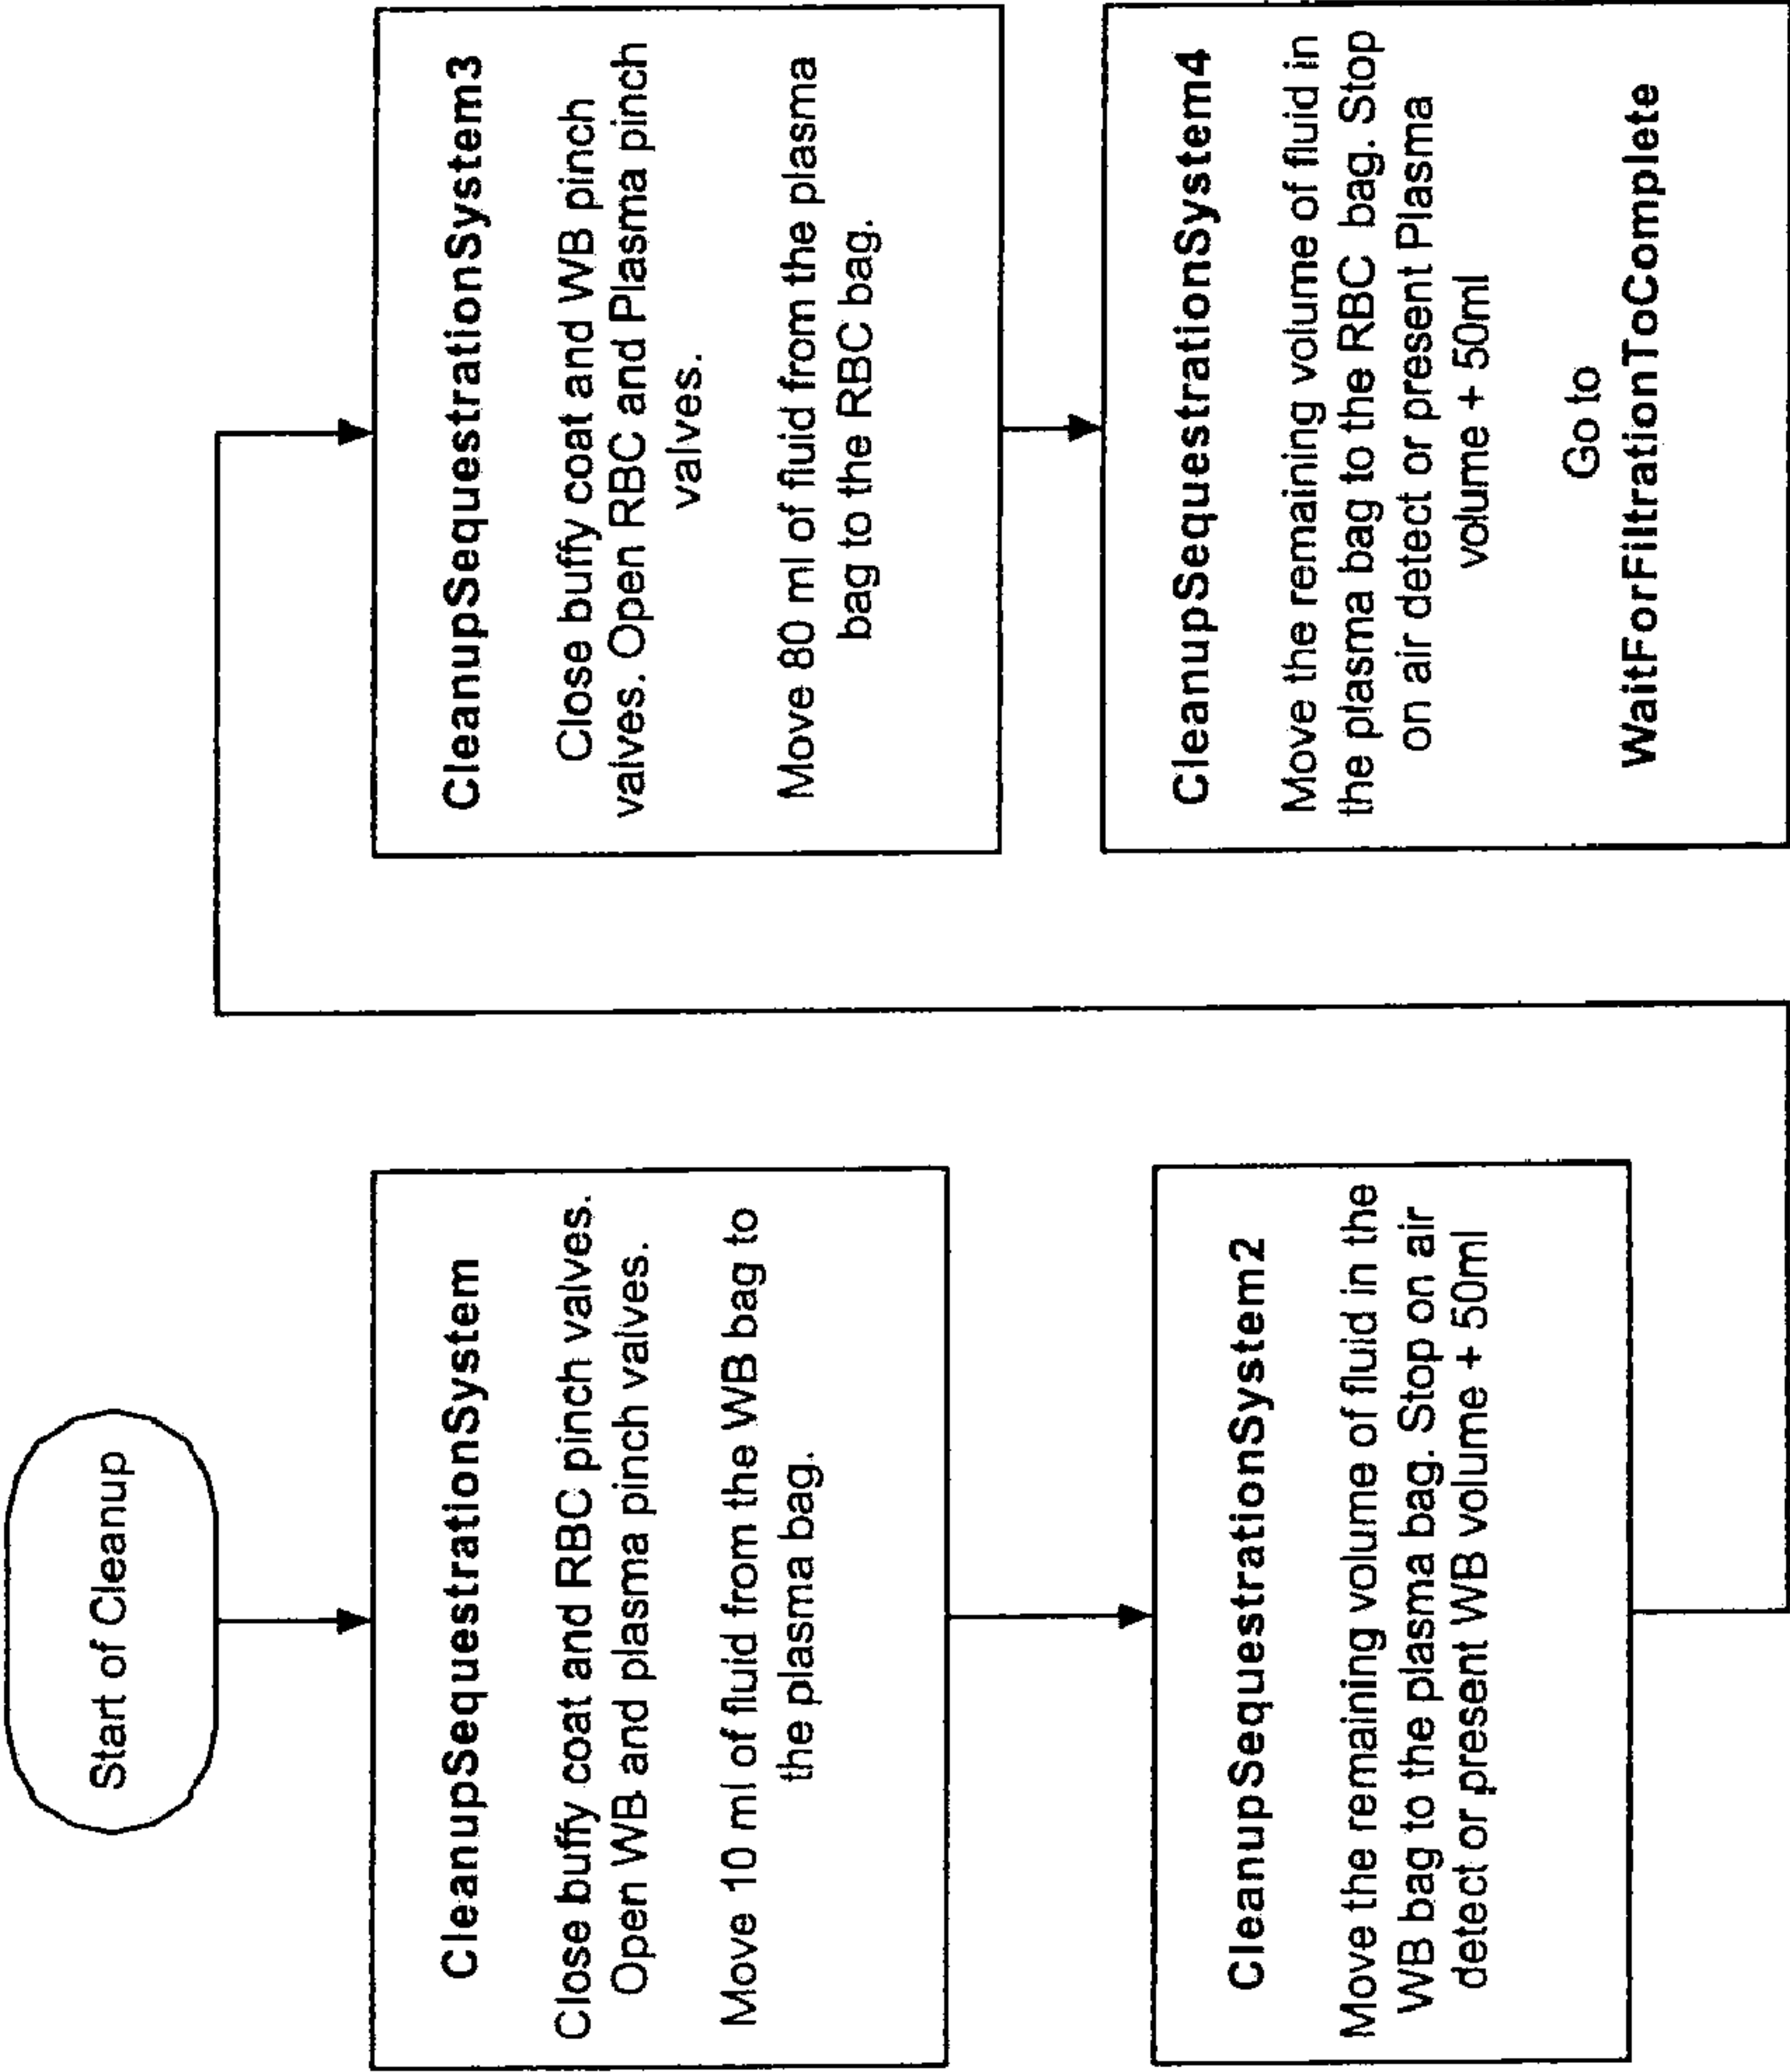 Start of Cleanup
CleanupSequestrationSystem
Close buffy coat and RBC pinch valves.
Open WB and plasma pinch valves.
Move 10 ml of fluid from the WB bag to
the plasma bag.
CleanupSequestrationSystem2
Move the remaining volume of fluid in the
WB bag to the plasma bag. Stop on air
detect or present WB volume + 50ml
CleanupSequestrationSystem3
Close buffy coat and WB pinch
valves. Open RBC and Plasma pinch
valves.
Move 80 ml of fluid from the plasma
bag to the RBC bag.
CleanupSequestrationSystem4
Move the remaining volume of fluid in
the plasma bag to the RBC bag. Stop
on air detect or present Plasma
volume + 50ml
Go to
WaitForFiltrationToComplete